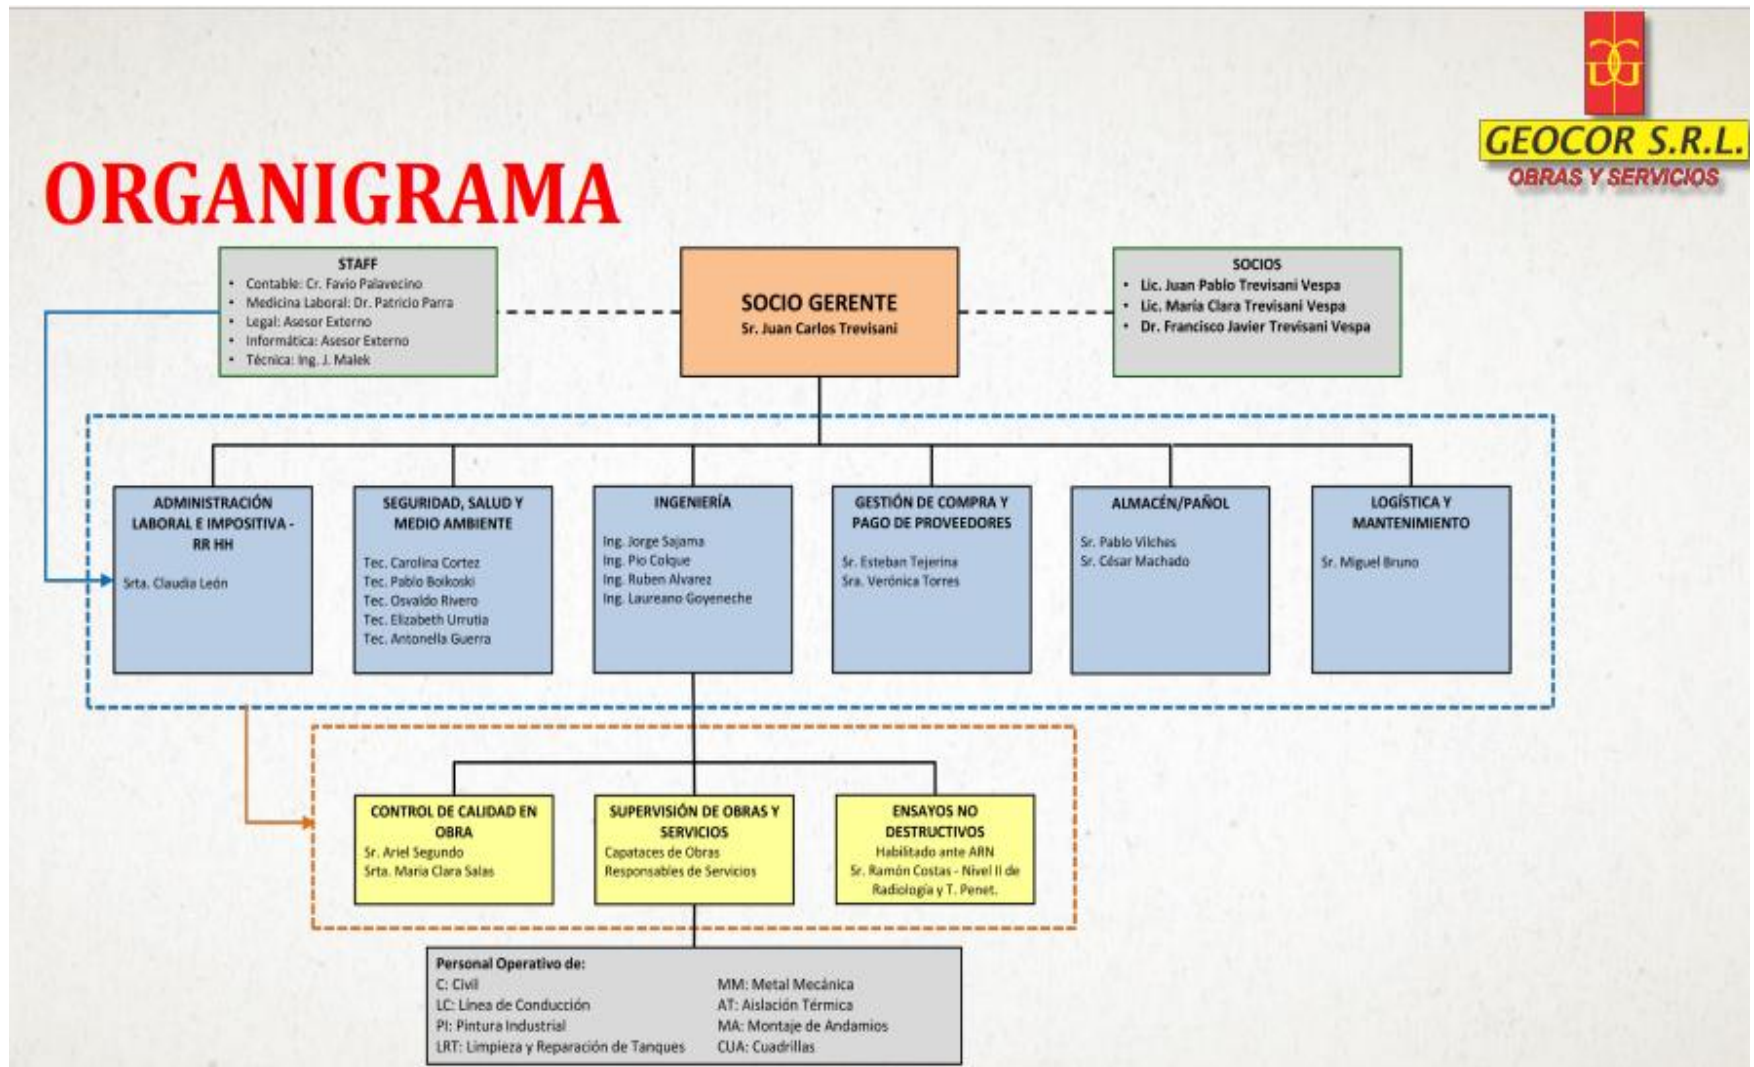 GEOCOR S.R.L.
OBRAS Y SERVICIOS
ORGANIGRAMA
STAFF
• Contable: Cr. Favio Palavecino
• Medicina Laboral: Dr. Patricio Parra
• Legal: Asesor Externo
• Informática: Asesor Externo
• Técnica: Ing. J. Malek
SOCIO GERENTE
Sr. Juan Carlos Trevisani
SOCIOS
• Lic. Juan Pablo Trevisani Vespa
• Lic. María Clara Trevisani Vespa
• Dr. Francisco Javier Trevisani Vespa
ADMINISTRACIÓN
LABORAL E IMPOSITIVA -
RR HH
Srta. Claudia León
SEGURIDAD, SALUD Y
MEDIO AMBIENTE
Tec. Carolina Cortez
Tec. Pablo Boikoski
Tec. Osvaldo Rivero
Tec. Elizabeth Urrutia
Tec. Antonella Guerra
INGENIERÍA
Ing. Jorge Sajama
Ing. Pio Colque
Ing. Ruben Alvarez
Ing. Laureano Goyeneche
GESTIÓN DE COMPRA Y
PAGO DE PROVEEDORES
Sr. Esteban Tejerina
Sra. Verónica Torres
ALMACÉN/PAÑOL
Sr. Pablo Vilches
Sr. César Machado
LOGÍSTICA Y
MANTENIMIENTO
Sr. Miguel Bruno
CONTROL DE CALIDAD EN
OBRA
Sr. Ariel Segundo
Srta. Maria Clara Salas
SUPERVISIÓN DE OBRAS Y
SERVICIOS
Capataces de Obras
Responsables de Servicios
ENSAYOS NO
DESTRUCTIVOS
Habilitado ante ARN
Sr. Ramón Costas - Nivel II de
Radiología y T. Penet.
Personal Operativo de:
C: Civil
LC: Línea de Conducción
PI: Pintura Industrial
LRT: Limpieza y Reparación de Tanques
MM: Metal Mecánica
AT: Aislación Térmica
MA: Montaje de Andamios
CUA: Cuadrillas